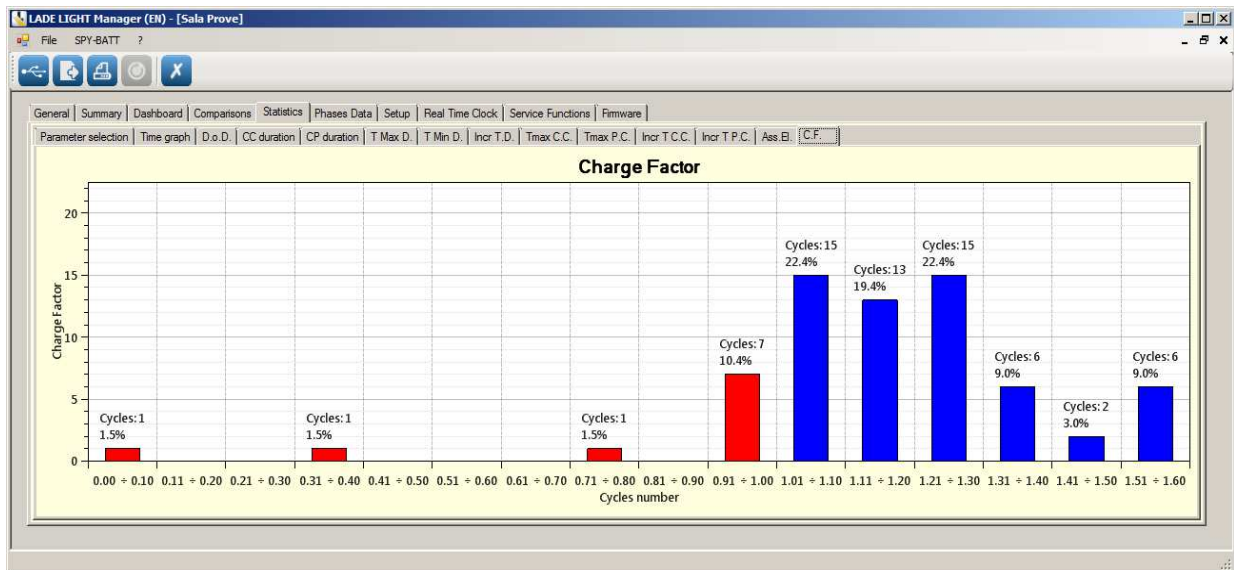 LADE LIGHT Manager (EN) - [Sala Prove]
File SPY-BATT ?
General Summary Dashboard Comparisons Statistics Phases Data Setup Real Time Clock Service Functions Firmware
Parameter selection Time graph D.o.D. CC duration CP duration T Max D. T Min D. Incr T.D. Tmax C.C. Tmax P.C. Incr T C.C. Incr T P.C. Ass.El. C.F.
Charge Factor
Charge Factor
20
15
10
5
0
Cycles: 1
1.5%
Cycles: 1
1.5%
Cycles: 1
1.5%
Cycles: 7
10.4%
Cycles: 15
22.4%
Cycles: 13
19.4%
Cycles: 15
22.4%
Cycles: 6
9.0%
Cycles: 2
3.0%
Cycles: 6
9.0%
0.00 ÷ 0.10 0.11 ÷ 0.20 0.21 ÷ 0.30 0.31 ÷ 0.40 0.41 ÷ 0.50 0.51 ÷ 0.60 0.61 ÷ 0.70 0.71 ÷ 0.80 0.81 ÷ 0.90 0.91 ÷ 1.00 1.01 ÷ 1.10 1.11 ÷ 1.20 1.21 ÷ 1.30 1.31 ÷ 1.40 1.41 ÷ 1.50 1.51 ÷ 1.60
Cycles number